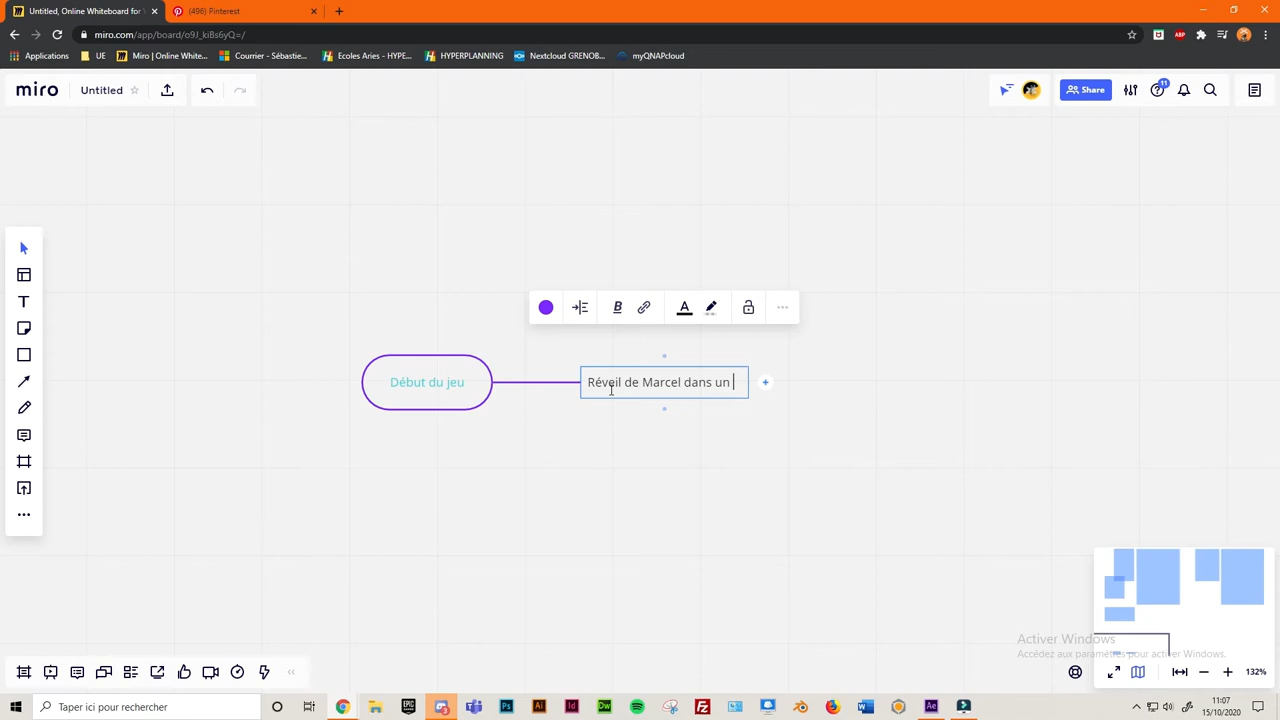 Untitled, Online Whiteboard for
(496) Pinterest
miro.com/app/board/o9J_kiBs6yQ=/
Applications
UE
Miro | Online White...
Courrier - Sébastie...
Ecoles Aries - HYPE...
HYPERPLANNING
Nextcloud GRENOB...
myQNAPcloud
miro
Untitled
Share
11
B
A
Début du jeu
Réveil de Marcel dans un
T
Activer Windows
Accédez aux paramètres pour activer Windows.
132%
Taper ici pour rechercher
11:07
15/10/2020